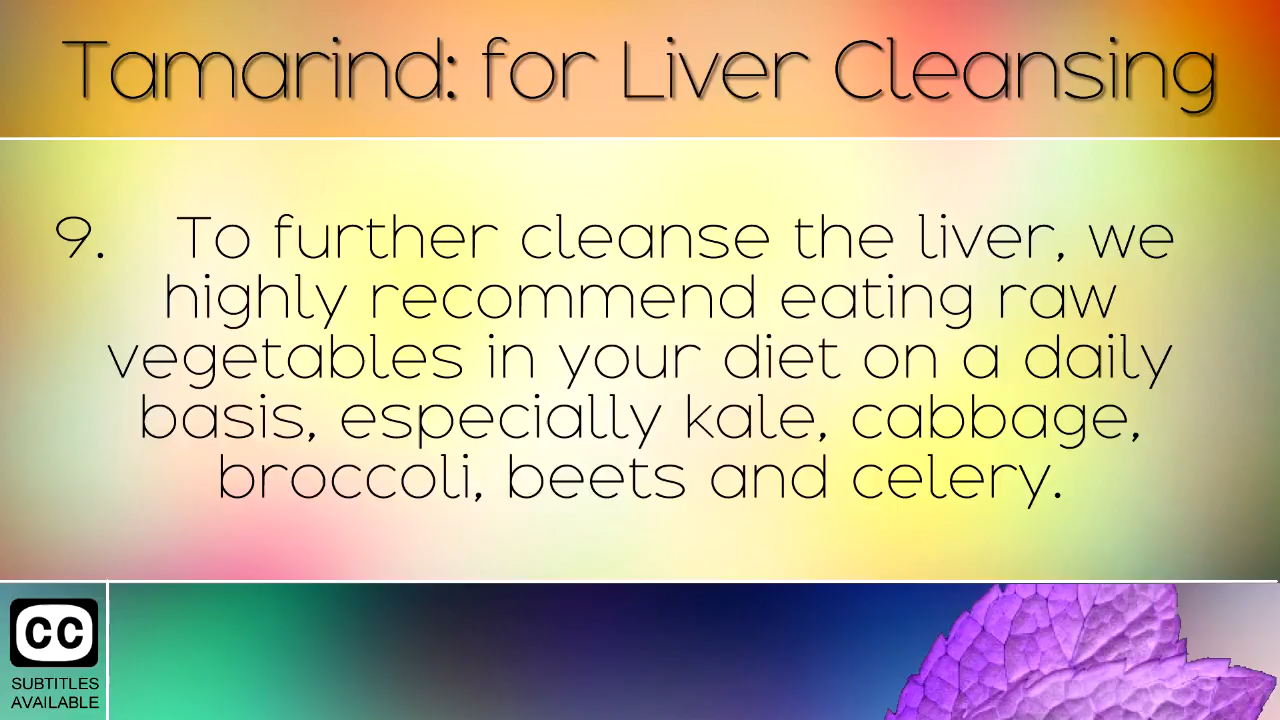 Tamarind: for Liver Cleansing
9. To further cleanse the liver, we
highly recommend eating raw
vegetables in your diet on a daily
basis, especially kale, cabbage,
broccoli, beets and celery.
CC
SUBTITLES
AVAILABLE